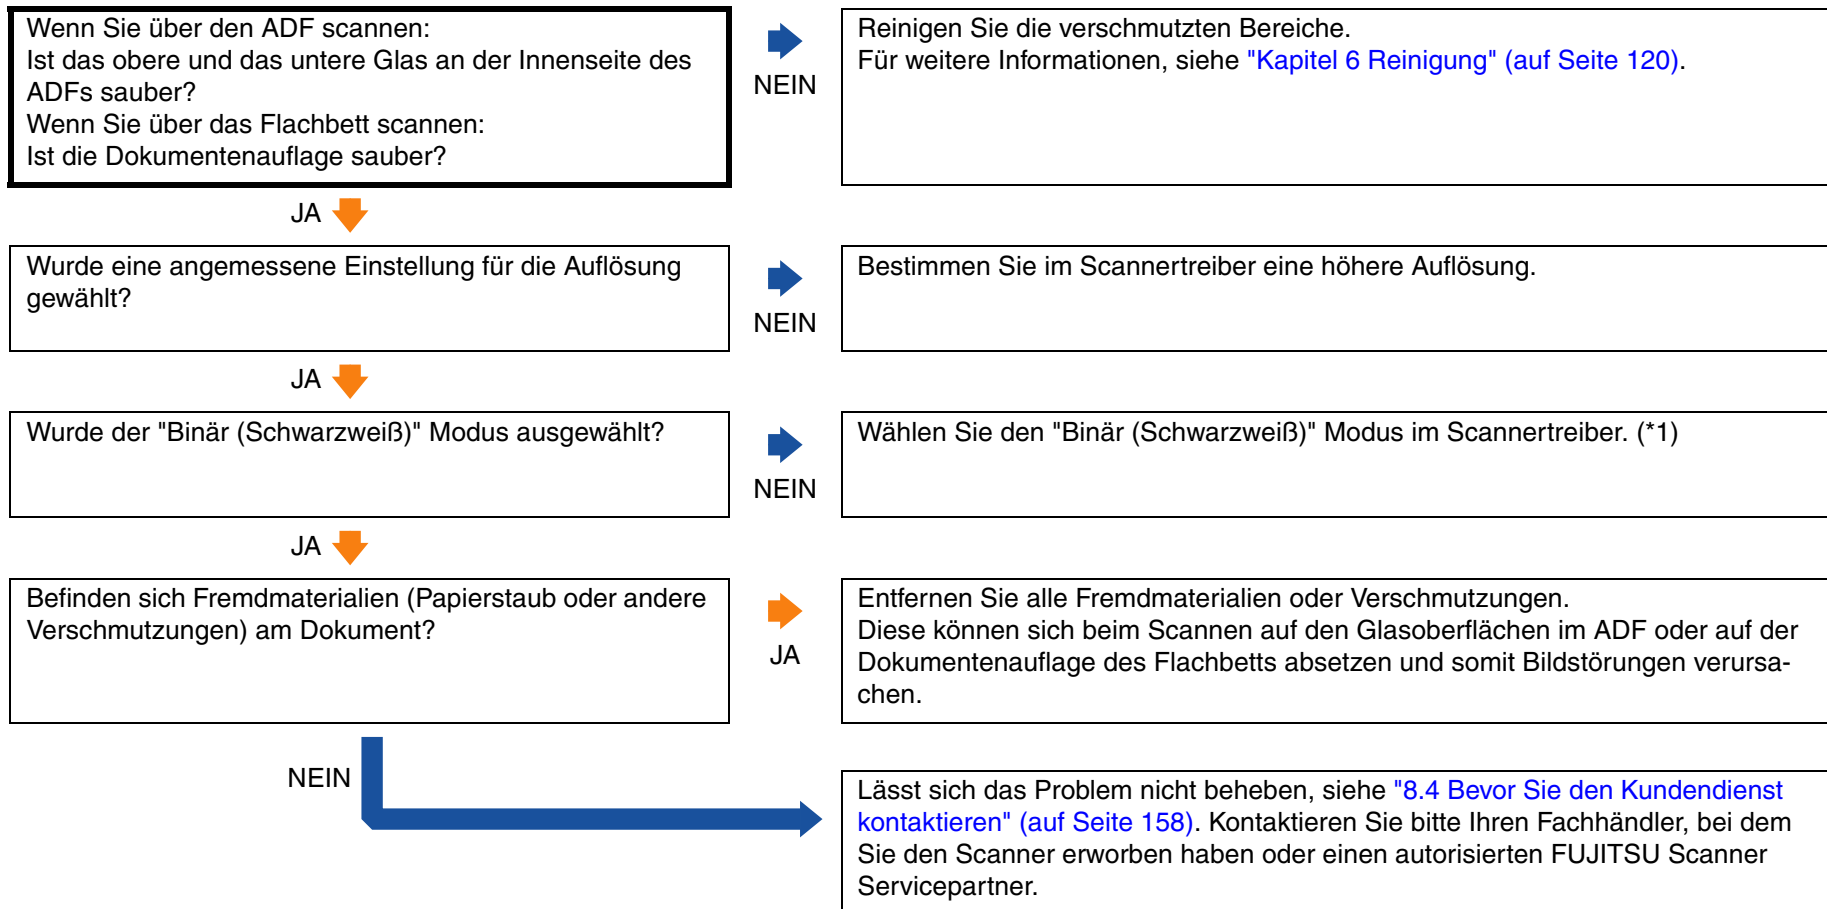 Wenn Sie über den ADF scannen:
Ist das obere und das untere Glas an der Innenseite des
ADFs sauber?
Wenn Sie über das Flachbett scannen:
Ist die Dokumentenauflage sauber?
NEIN
Reinigen Sie die verschmutzten Bereiche.
Für weitere Informationen, siehe "Kapitel 6 Reinigung" (auf Seite 120).
JA
Wurde eine angemessene Einstellung für die Auflösung
gewählt?
NEIN
Bestimmen Sie im Scannertreiber eine höhere Auflösung.
JA
Wurde der "Binär (Schwarzweiß)" Modus ausgewählt?
NEIN
Wählen Sie den "Binär (Schwarzweiß)" Modus im Scannertreiber. (*1)
JA
Befinden sich Fremdmaterialien (Papierstaub oder andere
Verschmutzungen) am Dokument?
JA
Entfernen Sie alle Fremdmaterialien oder Verschmutzungen.
Diese können sich beim Scannen auf den Glasoberflächen im ADF oder auf der
Dokumentenauflage des Flachbetts absetzen und somit Bildstörungen verursa-
chen.
NEIN
Lässt sich das Problem nicht beheben, siehe "8.4 Bevor Sie den Kundendienst
kontaktieren" (auf Seite 158). Kontaktieren Sie bitte Ihren Fachhändler, bei dem
Sie den Scanner erworben haben oder einen autorisierten FUJITSU Scanner
Servicepartner.